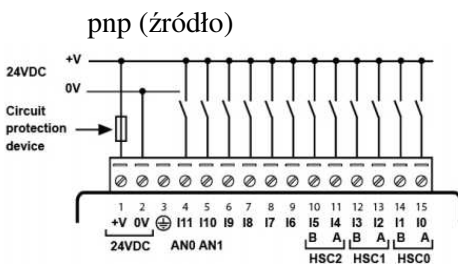 pnp (źródło)
+V
24VDC
0V
Circuit
protection
device
1 2 3 4 5 6 7 8 9 10 11 12 13 14 15
+V 0V I11 I10 I9 I8 I7 I6 I5 I4 I3 I2 I1 I0
24VDC AN0 AN1 B A B A B A
HSC2 HSC1 HSC0